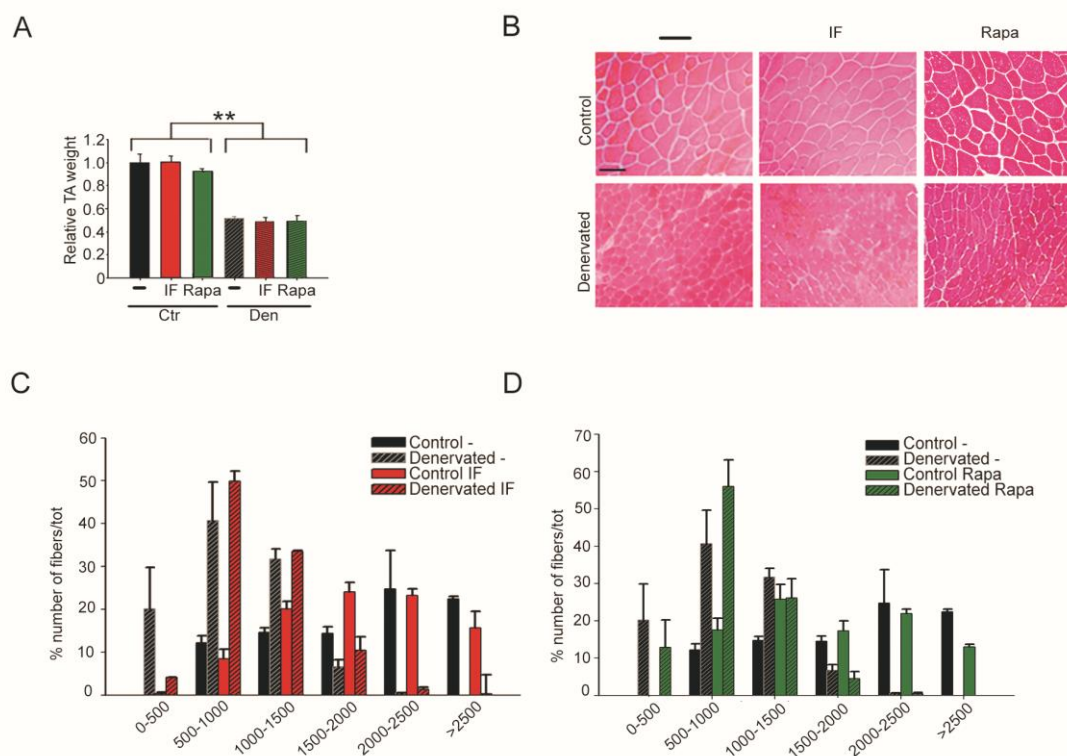 A
**
Relative TA weight
1.2
1.0
0.8
0.6
0.4
0.2
0
- IF Rapa - IF Rapa
Ctr Den
B
- IF Rapa
Control
Denervated
C
% number of fibers/tot
60
50
40
30
20
10
0
Control -
Denervated -
Control IF
Denervated IF
0-500
500-1000
1000-1500
1500-2000
2000-2500
>2500
D
% number of fibers/tot
70
60
50
40
30
20
10
0
Control -
Denervated -
Control Rapa
Denervated Rapa
0-500
500-1000
1000-1500
1500-2000
2000-2500
>2500